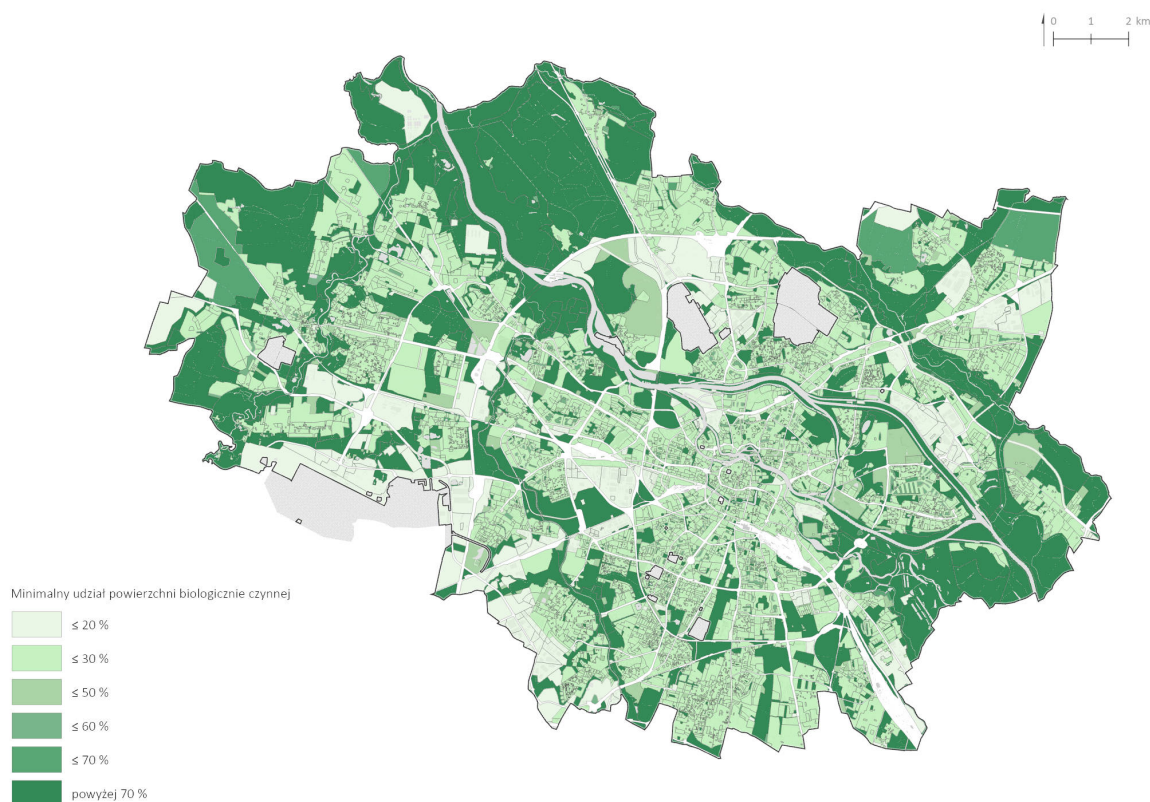 0 1 2 km
Minimalny udział powierzchni biologicznie czynnej
≤ 20 %
≤ 30 %
≤ 50 %
≤ 60 %
≤ 70 %
powyżej 70 %